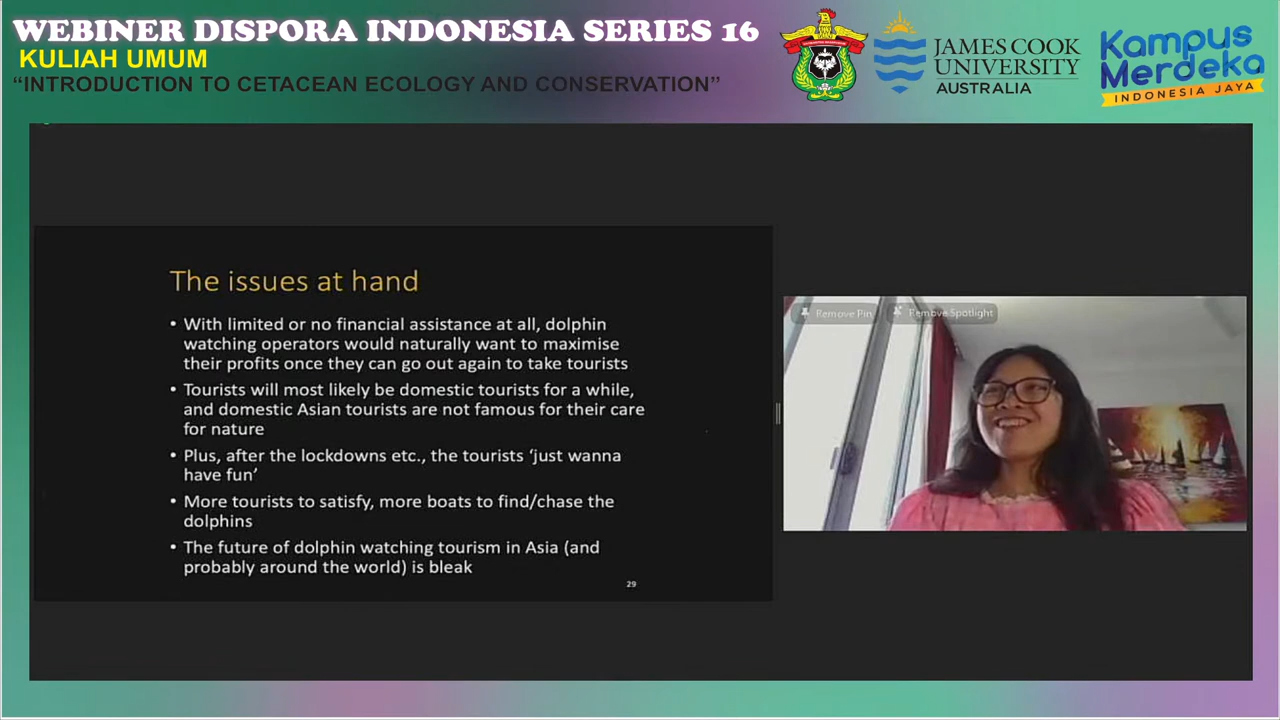 WEBINER DISPORA INDONESIA SERIES 16
KULIAH UMUM
“INTRODUCTION TO CETACEAN ECOLOGY AND CONSERVATION”
JAMES COOK
UNIVERSITY
AUSTRALIA
Kampus
Merdeka
INDONESIA JAYA
The issues at hand
• With limited or no financial assistance at all, dolphin
watching operators would naturally want to maximise
their profits once they can go out again to take tourists
• Tourists will most likely be domestic tourists for a while,
and domestic Asian tourists are not famous for their care
for nature
• Plus, after the lockdowns etc., the tourists ‘just wanna
have fun’
• More tourists to satisfy, more boats to find/chase the
dolphins
• The future of dolphin watching tourism in Asia (and
probably around the world) is bleak
29
Remove Pin
Remove Spotlight